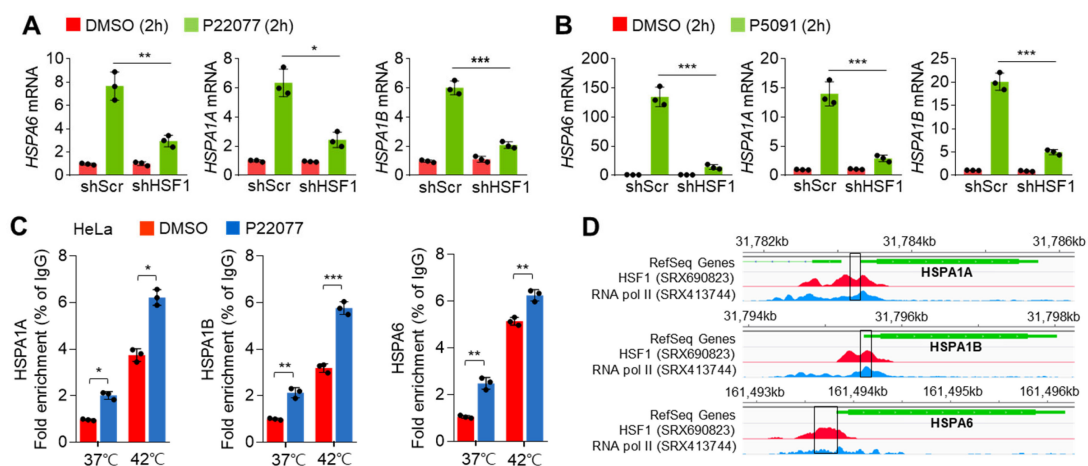 A
DMSO (2h) P22077 (2h)
HSPA6 mRNA
10
8
6
4
2
0
**
shScr shHSF1
HSPA1A mRNA
8
6
4
2
0
*
shScr shHSF1
HSPA1B mRNA
8
6
4
2
0
***
shScr shHSF1
B
DMSO (2h) P5091 (2h)
HSPA6 mRNA
200
150
100
50
0
***
shScr shHSF1
HSPA1A mRNA
25
20
15
10
5
0
***
shScr shHSF1
HSPA1B mRNA
25
20
15
10
5
0
***
shScr shHSF1
C
HeLa DMSO P22077
HSPA1A
Fold enrichment (% of IgG)
8
6
4
2
0
* *
37℃ 42℃
HSPA1B
Fold enrichment (% of IgG)
8
6
4
2
0
** ***
37℃ 42℃
HSPA6
Fold enrichment (% of IgG)
8
6
4
2
0
** **
37℃ 42℃
D
31,782kb 31,784kb 31,786kb
RefSeq Genes
HSPA1A
HSF1 (SRX690823)
RNA pol II (SRX413744)
31,794kb 31,796kb 31,798kb
RefSeq Genes
HSPA1B
HSF1 (SRX690823)
RNA pol II (SRX413744)
161,493kb 161,494kb 161,495kb 161,496kb
RefSeq Genes
HSPA6
HSF1 (SRX690823)
RNA pol II (SRX413744)